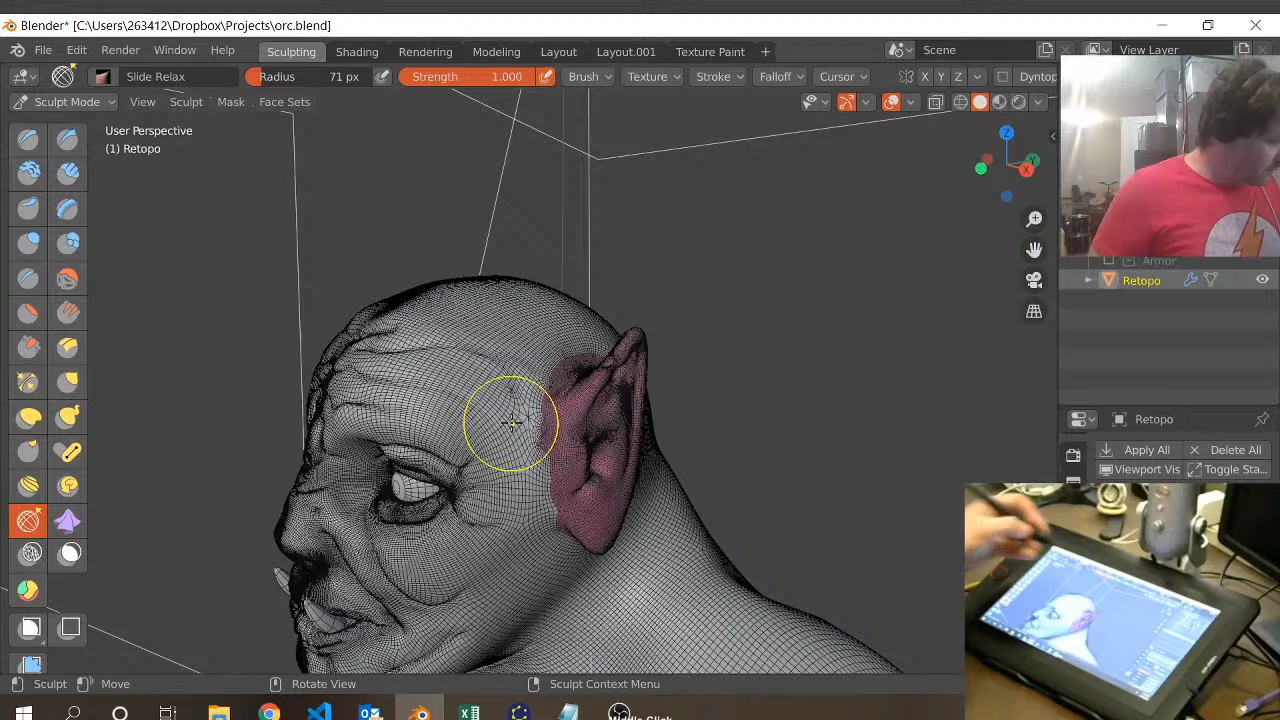 Blender* [C:\Users\263412\Dropbox\Projects\orc.blend]
File Edit Render Window Help Sculpting Shading Rendering Modeling Layout Layout.001 Texture Paint + Scene View Layer
Slide Relax Radius 71 px Strength 1.000 Brush Texture Stroke Falloff Cursor X Y Z Dyntop
Sculpt Mode View Sculpt Mask Face Sets
User Perspective
(1) Retopo
Z
Y
X
Armor
Retopo
Retopo
Apply All Delete All
Viewport Vis Toggle Sta...
Sculpt Move Rotate View Sculpt Context Menu
Middle Click